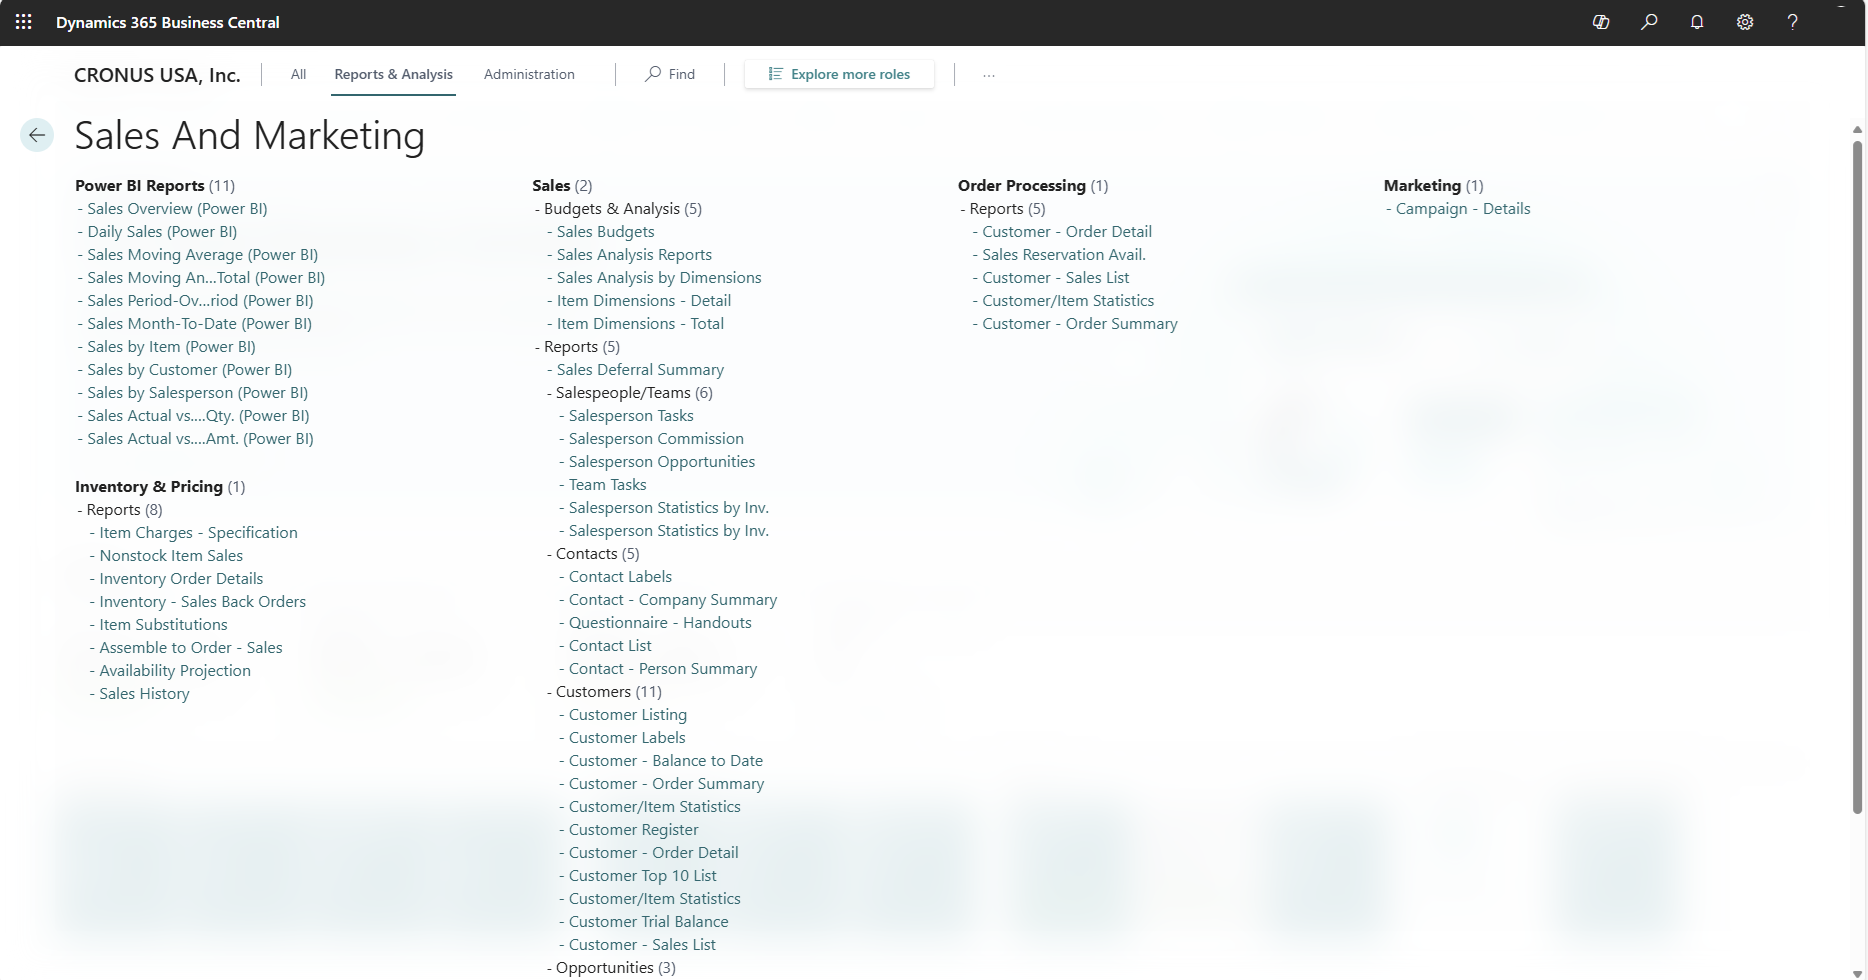 Dynamics 365 Business Central
CRONUS USA, Inc.
All
Reports & Analysis
Administration
Find
Explore more roles
Sales And Marketing
Power BI Reports (11)
- Sales Overview (Power BI)
- Daily Sales (Power BI)
- Sales Moving Average (Power BI)
- Sales Moving An...Total (Power BI)
- Sales Period-Ov...riod (Power BI)
- Sales Month-To-Date (Power BI)
- Sales by Item (Power BI)
- Sales by Customer (Power BI)
- Sales by Salesperson (Power BI)
- Sales Actual vs....Qty. (Power BI)
- Sales Actual vs....Amt. (Power BI)
Inventory & Pricing (1)
- Reports (8)
- Item Charges - Specification
- Nonstock Item Sales
- Inventory Order Details
- Inventory - Sales Back Orders
- Item Substitutions
- Assemble to Order - Sales
- Availability Projection
- Sales History
Sales (2)
- Budgets & Analysis (5)
- Sales Budgets
- Sales Analysis Reports
- Sales Analysis by Dimensions
- Item Dimensions - Detail
- Item Dimensions - Total
- Reports (5)
- Sales Deferral Summary
- Salespeople/Teams (6)
- Salesperson Tasks
- Salesperson Commission
- Salesperson Opportunities
- Team Tasks
- Salesperson Statistics by Inv.
- Salesperson Statistics by Inv.
- Contacts (5)
- Contact Labels
- Contact - Company Summary
- Questionnaire - Handouts
- Contact List
- Contact - Person Summary
- Customers (11)
- Customer Listing
- Customer Labels
- Customer - Balance to Date
- Customer - Order Summary
- Customer/Item Statistics
- Customer Register
- Customer - Order Detail
- Customer Top 10 List
- Customer/Item Statistics
- Customer Trial Balance
- Customer - Sales List
- Opportunities (3)
Order Processing (1)
- Reports (5)
- Customer - Order Detail
- Sales Reservation Avail.
- Customer - Sales List
- Customer/Item Statistics
- Customer - Order Summary
Marketing (1)
- Campaign - Details